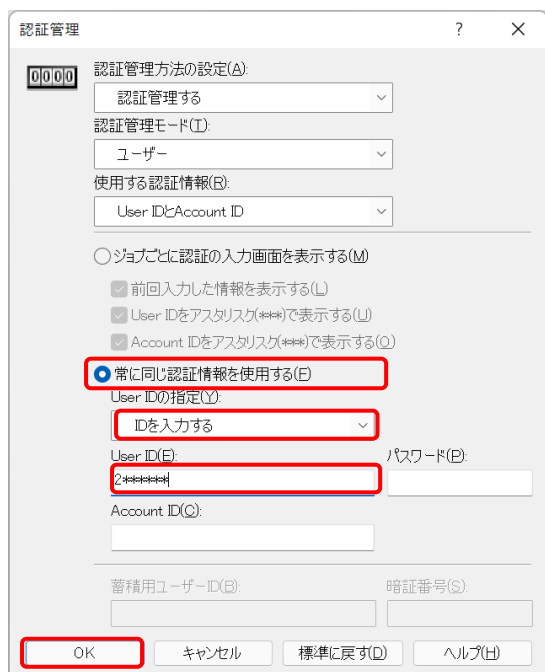 認証管理 ?
0000
認証管理方法の設定(A):
認証管理する
認証管理モード(T):
ユーザー
使用する認証情報(R):
User IDとAccount ID
ジョブごとに認証の入力画面を表示する(M)
前回入力した情報を表示する(L)
User IDをアスタリスク(***)で表示する(U)
Account IDをアスタリスク(***)で表示する(O)
常に同じ認証情報を使用する(F)
User IDの指定(Y):
IDを入力する
User ID(E): パスワード(P):
2*******
Account ID(C):
蓄積用ユーザーID(B): 暗証番号(S):
OK キャンセル 標準に戻す(D) ヘルプ(H)